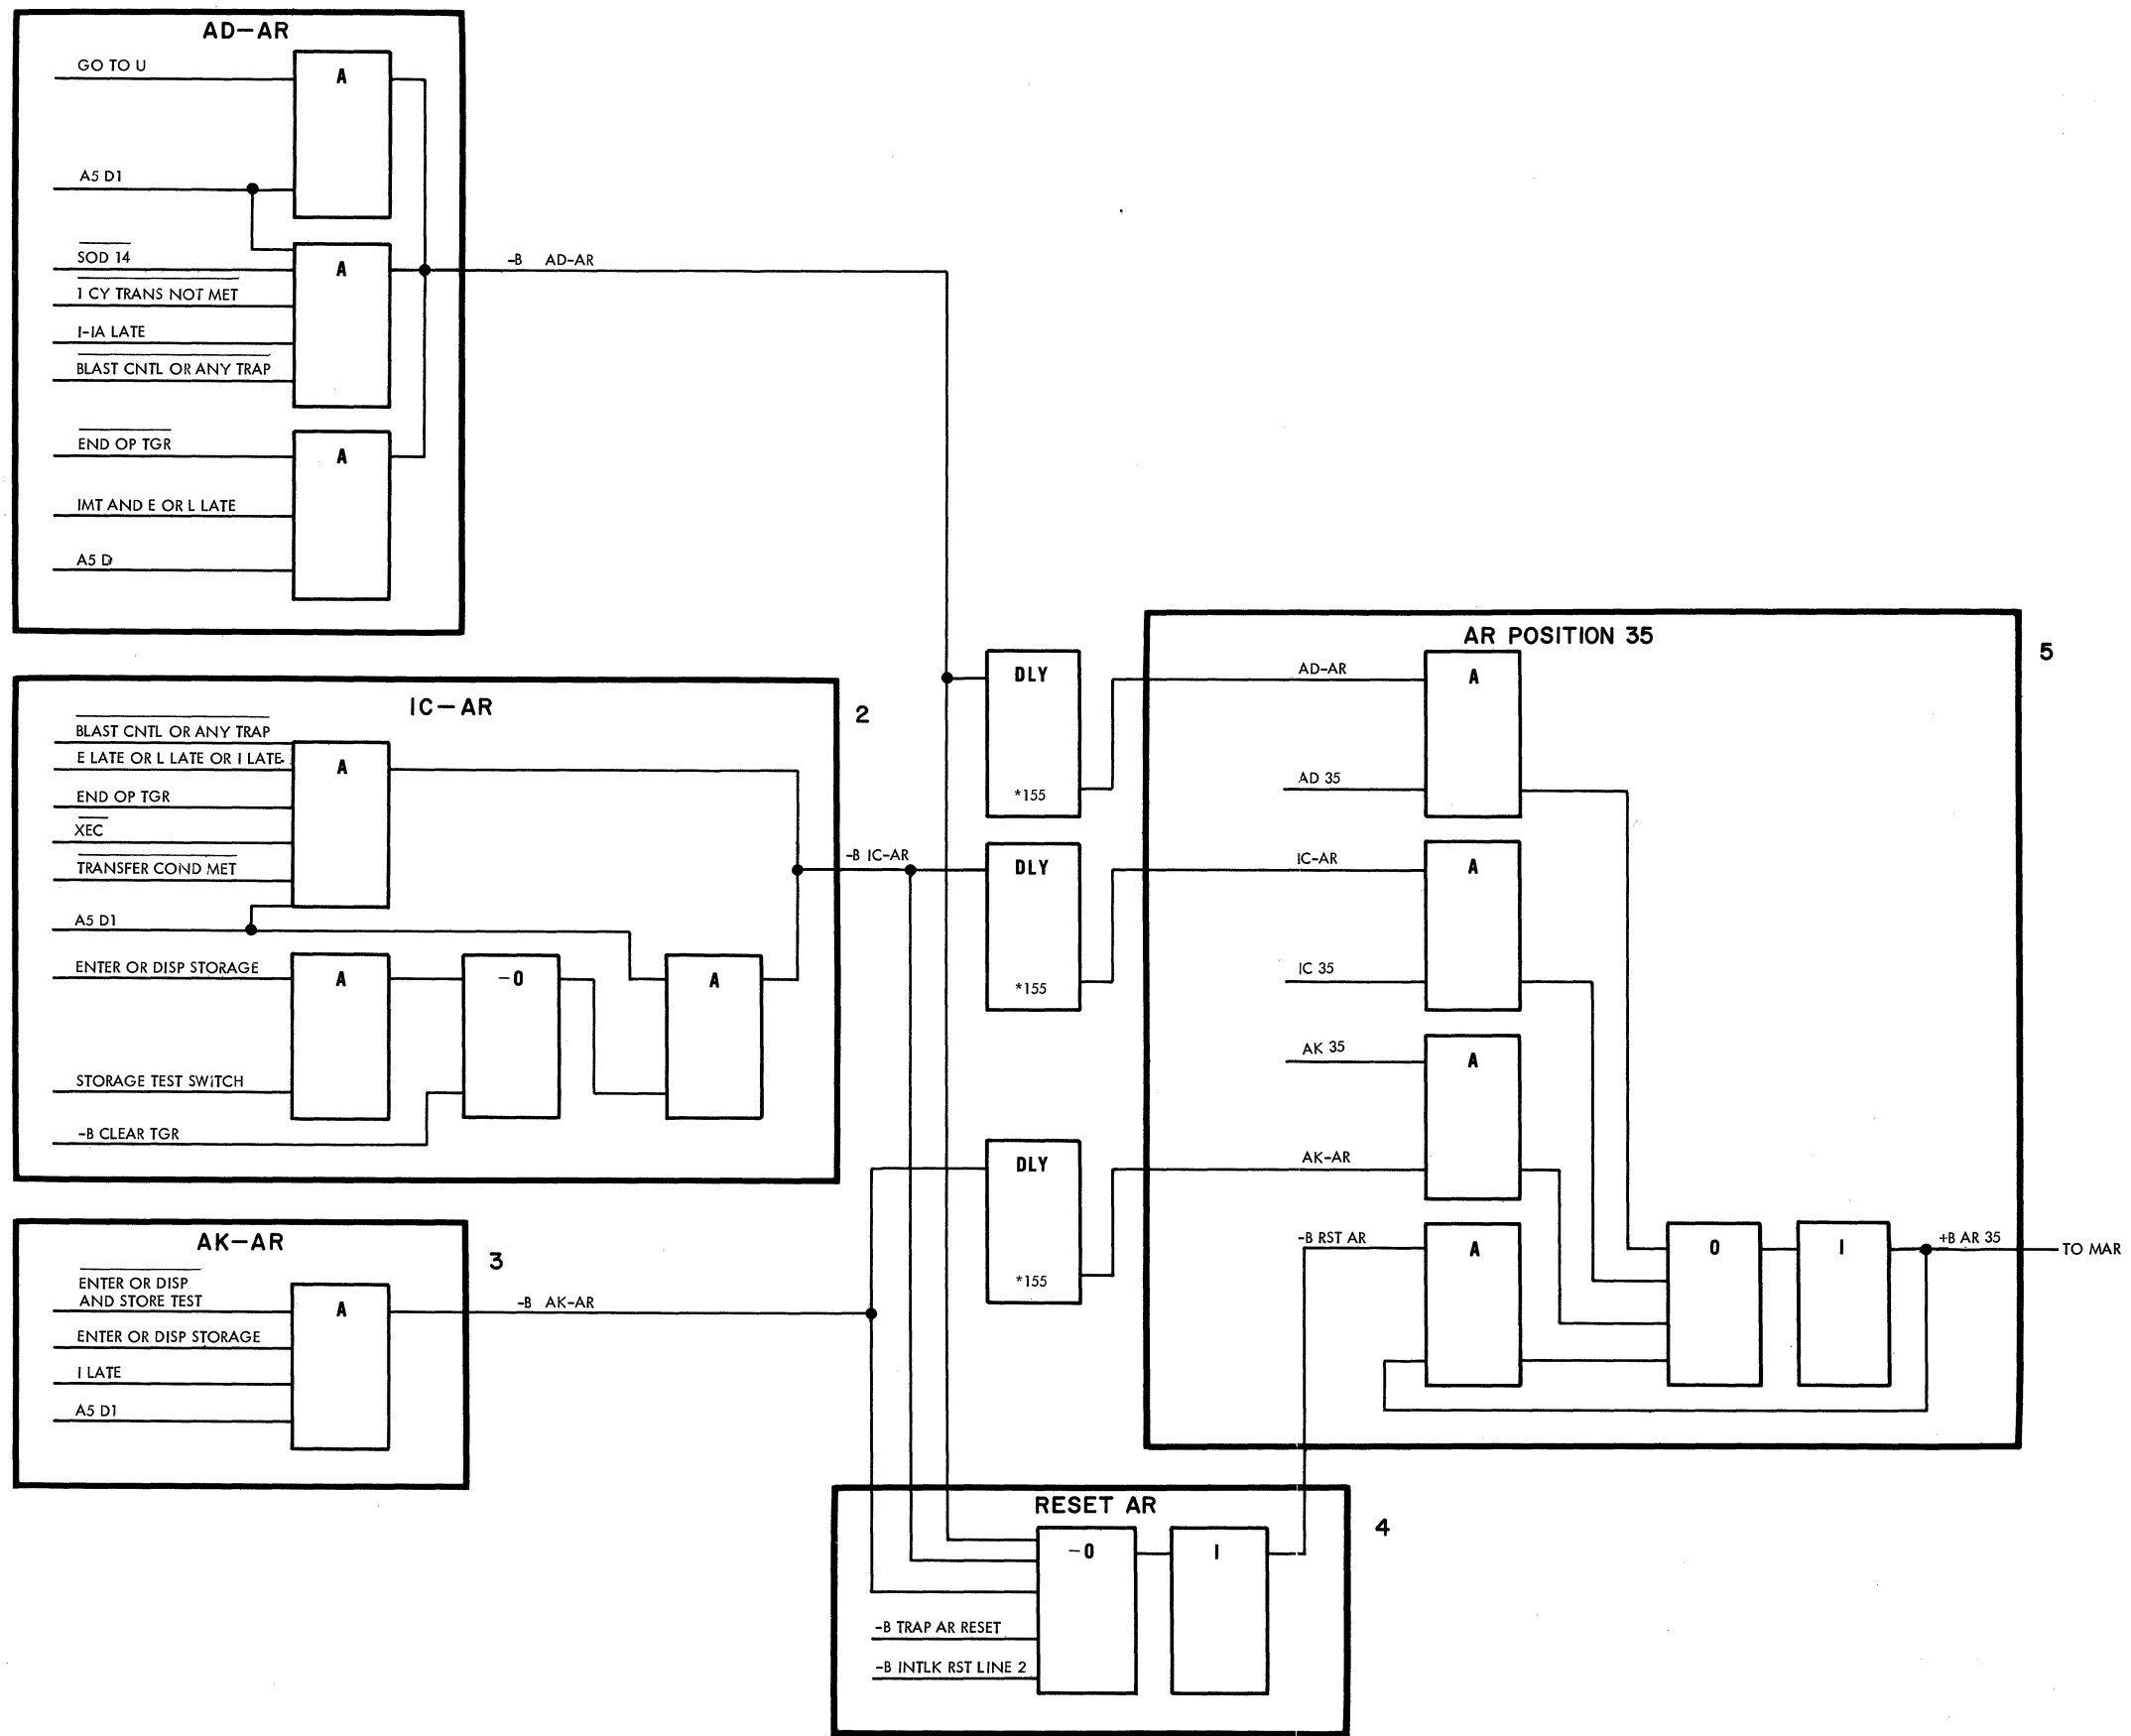 AD-AR
GO TO U
A
A5 D1
SOD 14
A
1 CY TRANS NOT MET
I-IA LATE
BLAST CNTL OR ANY TRAP
-B AD-AR
END OP TGR
A
IMT AND E OR L LATE
A5 D
IC-AR
2
BLAST CNTL OR ANY TRAP
E LATE OR L LATE OR I LATE
A
END OP TGR
XEC
TRANSFER COND MET
A5 D1
ENTER OR DISP STORAGE
A
-O
A
STORAGE TEST SWITCH
-B CLEAR TGR
-B IC-AR
AK-AR
3
ENTER OR DISP
AND STORE TEST
A
ENTER OR DISP STORAGE
I LATE
A5 D1
-B AK-AR
DLY
*155
DLY
*155
DLY
*155
AR POSITION 35
5
AD-AR
A
AD 35
IC-AR
A
IC 35
AK 35
A
AK-AR
-B RST AR
A
O
I
+B AR 35
TO MAR
RESET AR
4
-O
I
-B TRAP AR RESET
-B INTLK RST LINE 2